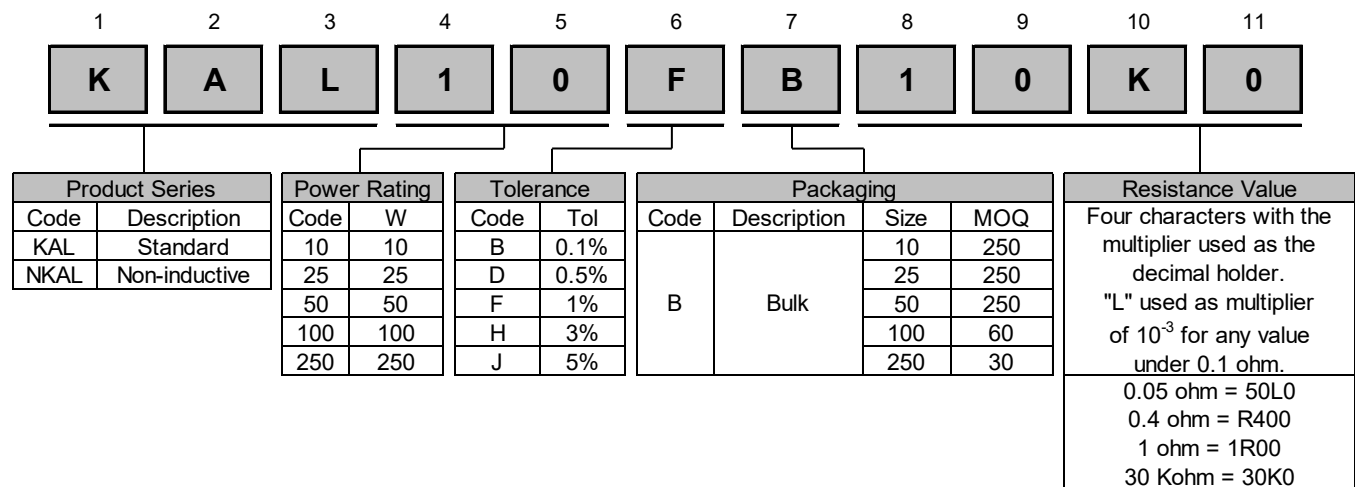 1 2 3 4 5 6 7 8 9 10 11
K A L 1 0 F B 1 0 K 0
Product Series
Code Description
KAL Standard
NKAL Non-inductive
Power Rating
Code W
10 10
25 25
50 50
100 100
250 250
Tolerance
Code Tol
B 0.1%
D 0.5%
F 1%
H 3%
J 5%
Packaging
Code Description Size MOQ
B Bulk
10 250
25 250
50 250
100 60
250 30
Resistance Value
Four characters with the
multiplier used as the
decimal holder.
"L" used as multiplier
of 10⁻³ for any value
under 0.1 ohm.
0.05 ohm = 50L0
0.4 ohm = R400
1 ohm = 1R00
30 Kohm = 30K0